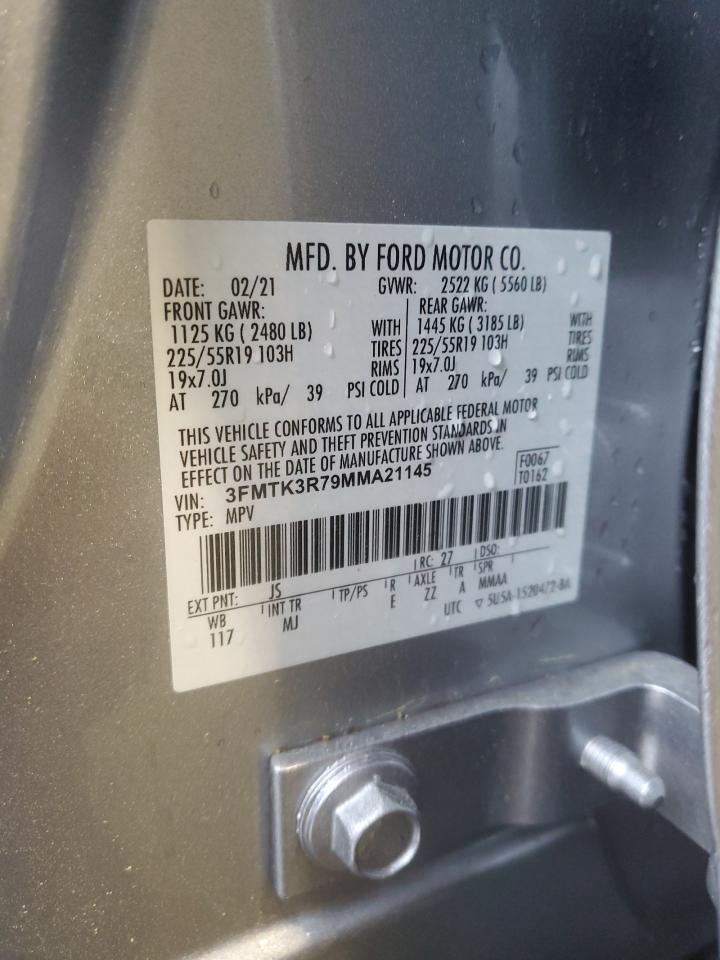 MFD. BY FORD MOTOR CO.
DATE: 02/21 GVWR: 2522 KG ( 5560 LB)
FRONT GAWR: REAR GAWR:
1125 KG ( 2480 LB) WITH 1445 KG ( 3185 LB) WITH
225/55R19 103H TIRES 225/55R19 103H TIRES
19x7.0J RIMS 19x7.0J RIMS
AT 270 kPa/ 39 PSI COLD AT 270 kPa/ 39 PSI COLD
THIS VEHICLE CONFORMS TO ALL APPLICABLE FEDERAL MOTOR
VEHICLE SAFETY AND THEFT PREVENTION STANDARDS IN
EFFECT ON THE DATE OF MANUFACTURE SHOWN ABOVE.
VIN: 3FMTK3R79MMA21145 F0067
TYPE: MPV T0162
EXT PNT: JS RC: 27 DSO:
WB INT TR TP/PS R AXLE TR SPR
117 MJ E ZZ A MMAA
UTC ▽ 5U5A-1520472-BA